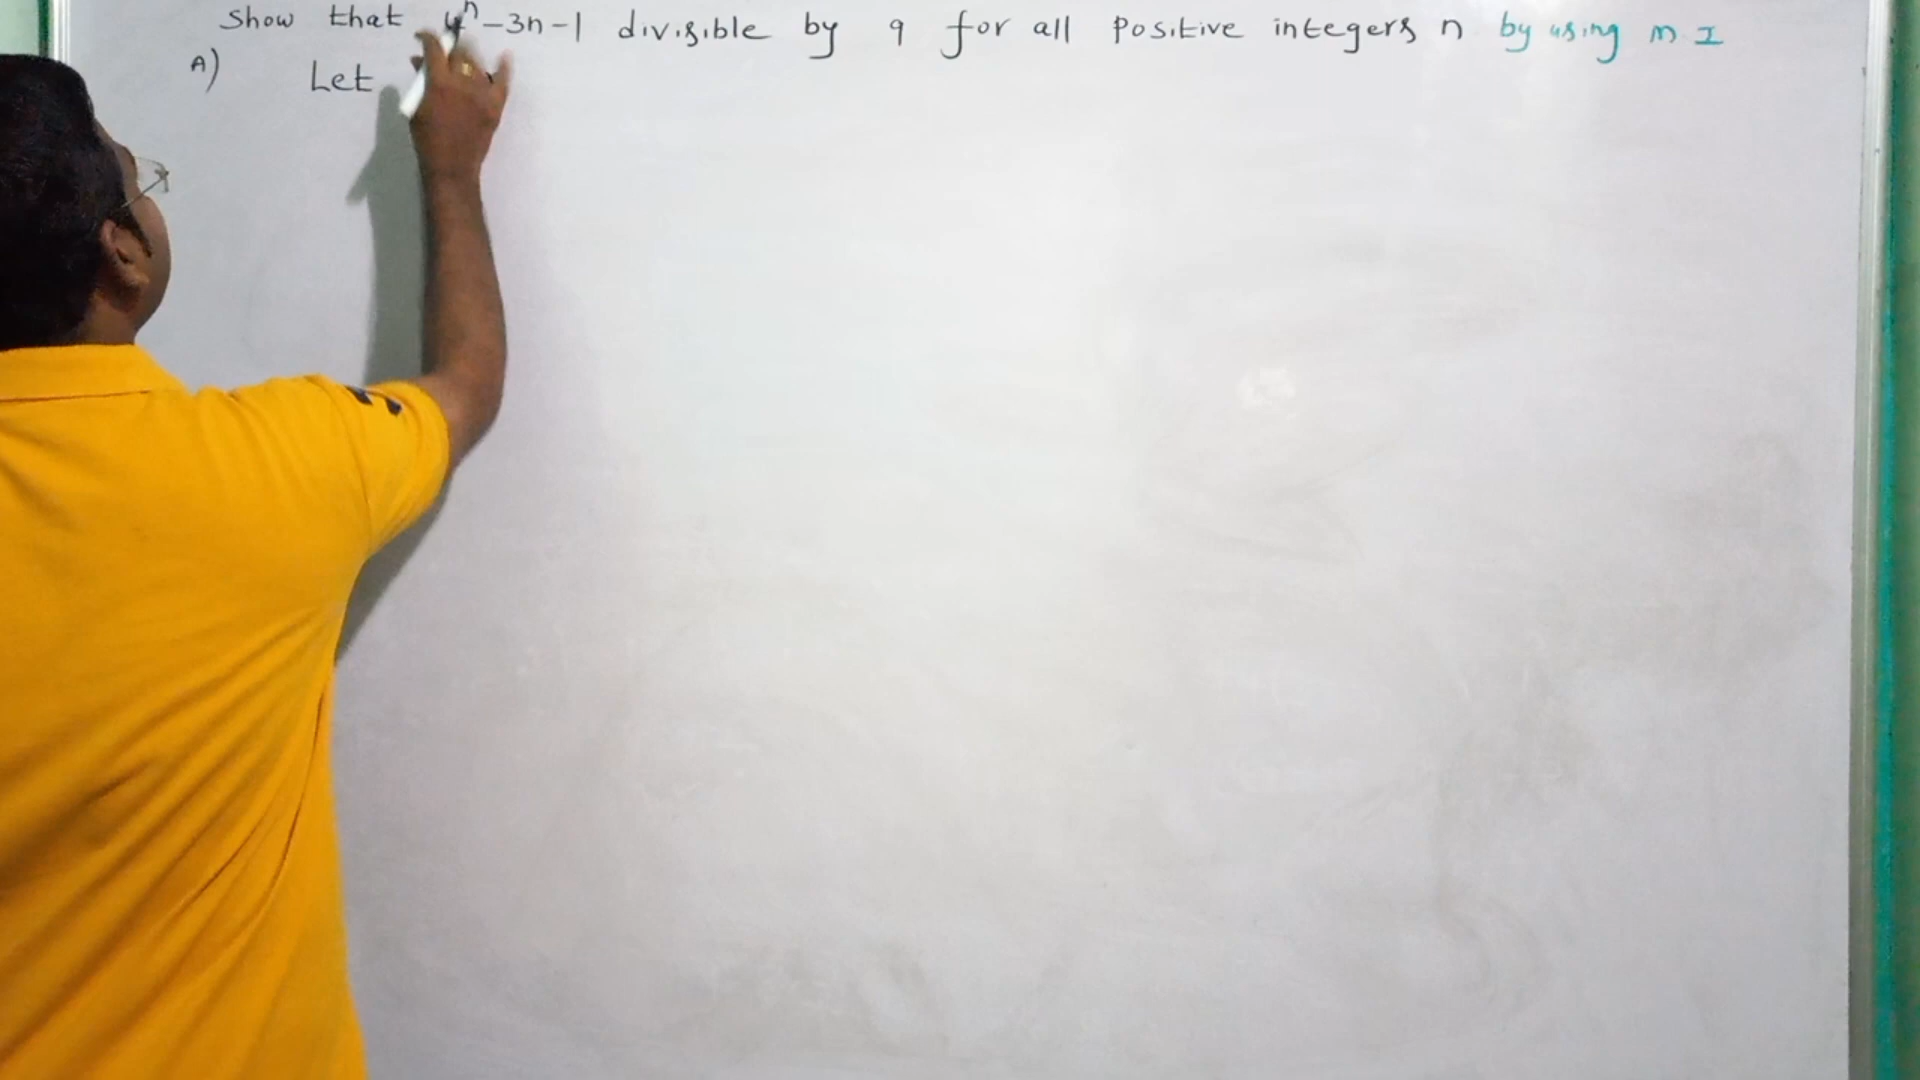 Show that 4ⁿ-3n-1 divisible by 9 for all positive integers n by using m I
A) Let